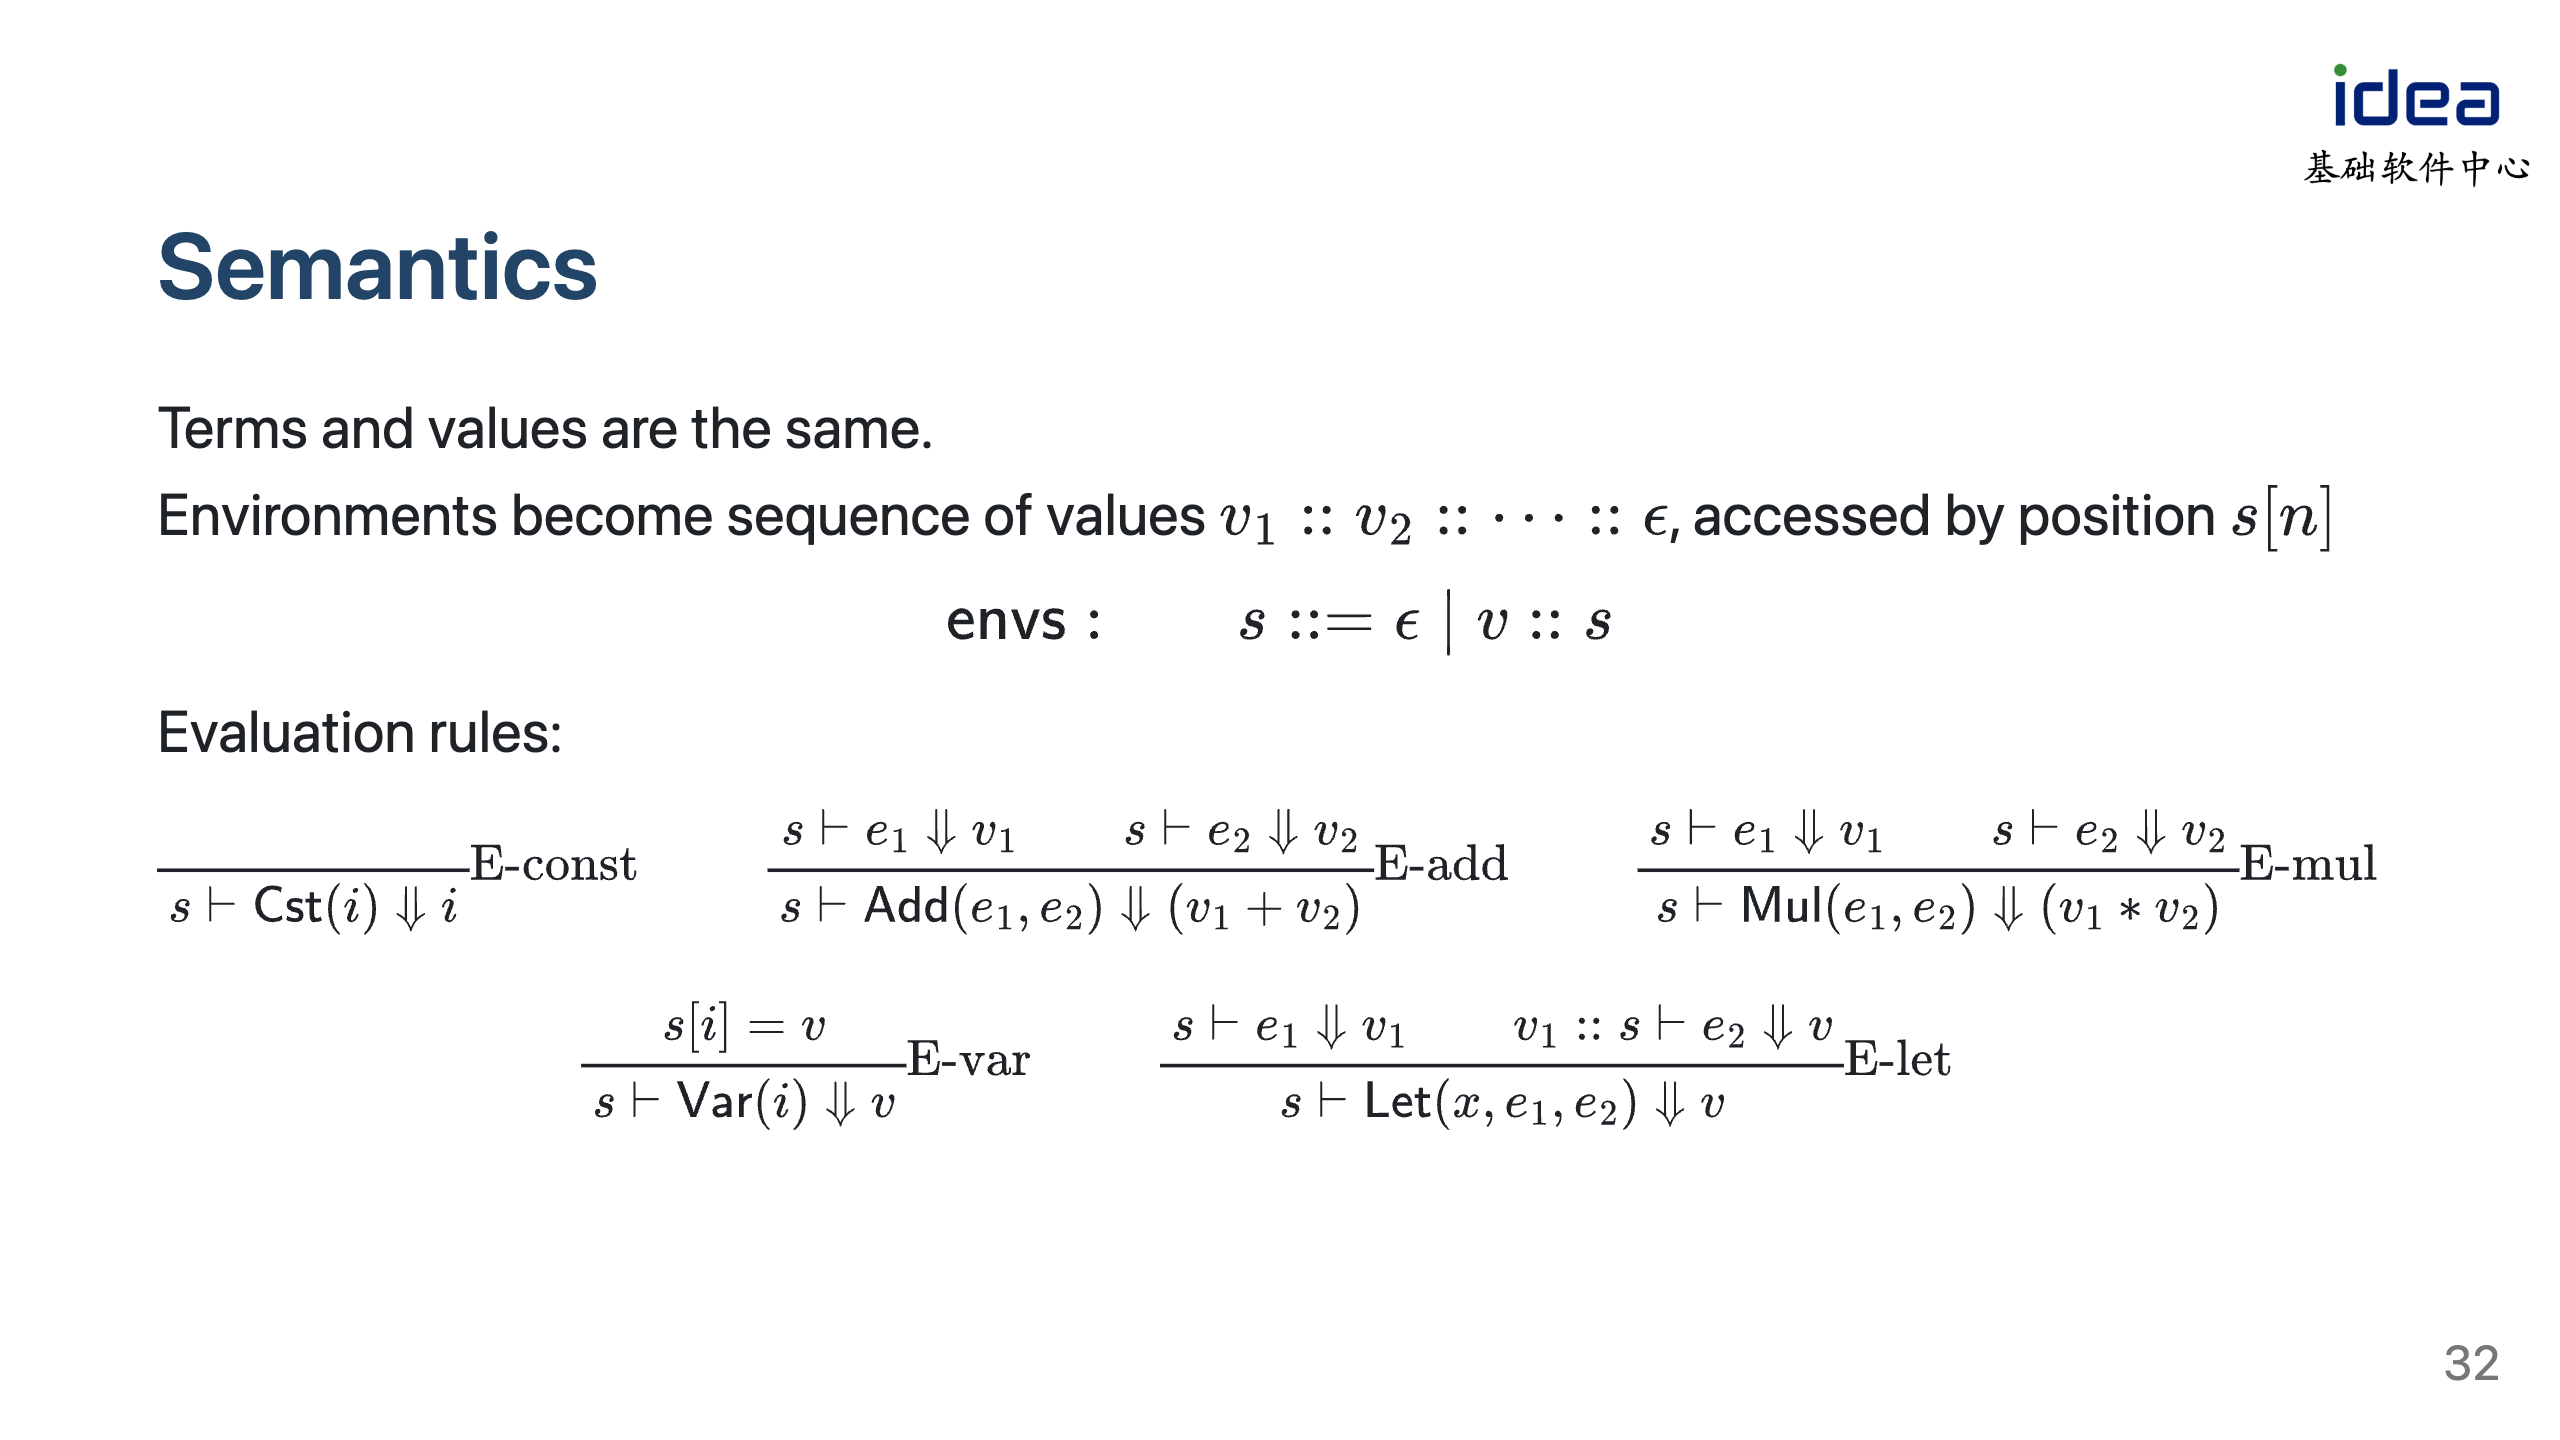 idea
基础软件中心
Semantics
Terms and values are the same.
Environments become sequence of values v₁ :: v₂ :: ··· :: ϵ, accessed by position s[n]
envs : s ::= ϵ | v :: s
Evaluation rules:
s ⊢ e₁ ⇓ v₁ s ⊢ e₂ ⇓ v₂ s ⊢ e₁ ⇓ v₁ s ⊢ e₂ ⇓ v₂
E-const E-add E-mul
s ⊢ Cst(i) ⇓ i s ⊢ Add(e₁, e₂) ⇓ (v₁ + v₂) s ⊢ Mul(e₁, e₂) ⇓ (v₁ * v₂)
s[i] = v s ⊢ e₁ ⇓ v₁ v₁ :: s ⊢ e₂ ⇓ v
E-var E-let
s ⊢ Var(i) ⇓ v s ⊢ Let(x, e₁, e₂) ⇓ v
32